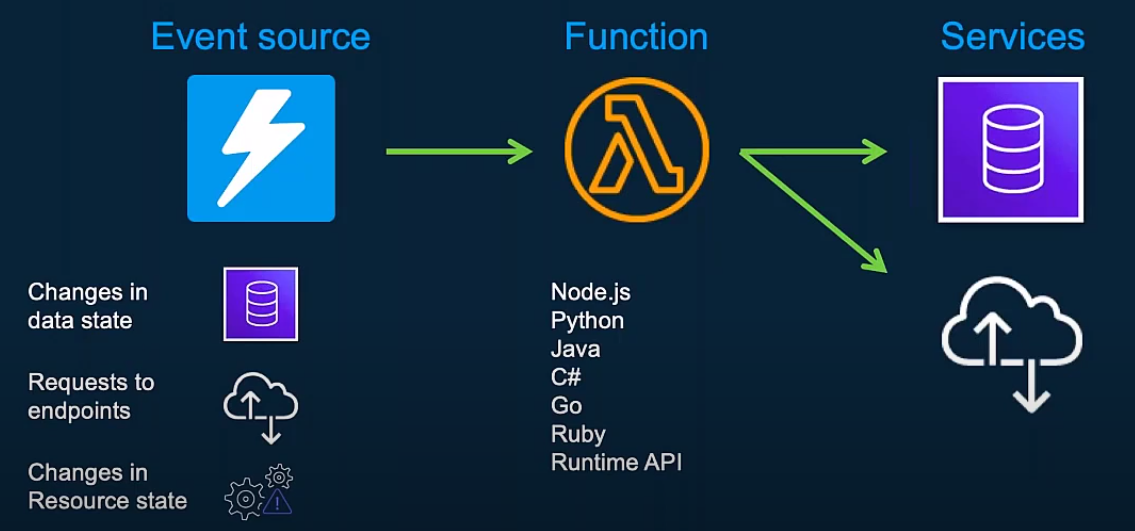 Event source
Function
Services
Changes in
data state
Requests to
endpoints
Changes in
Resource state
Node.js
Python
Java
C#
Go
Ruby
Runtime API